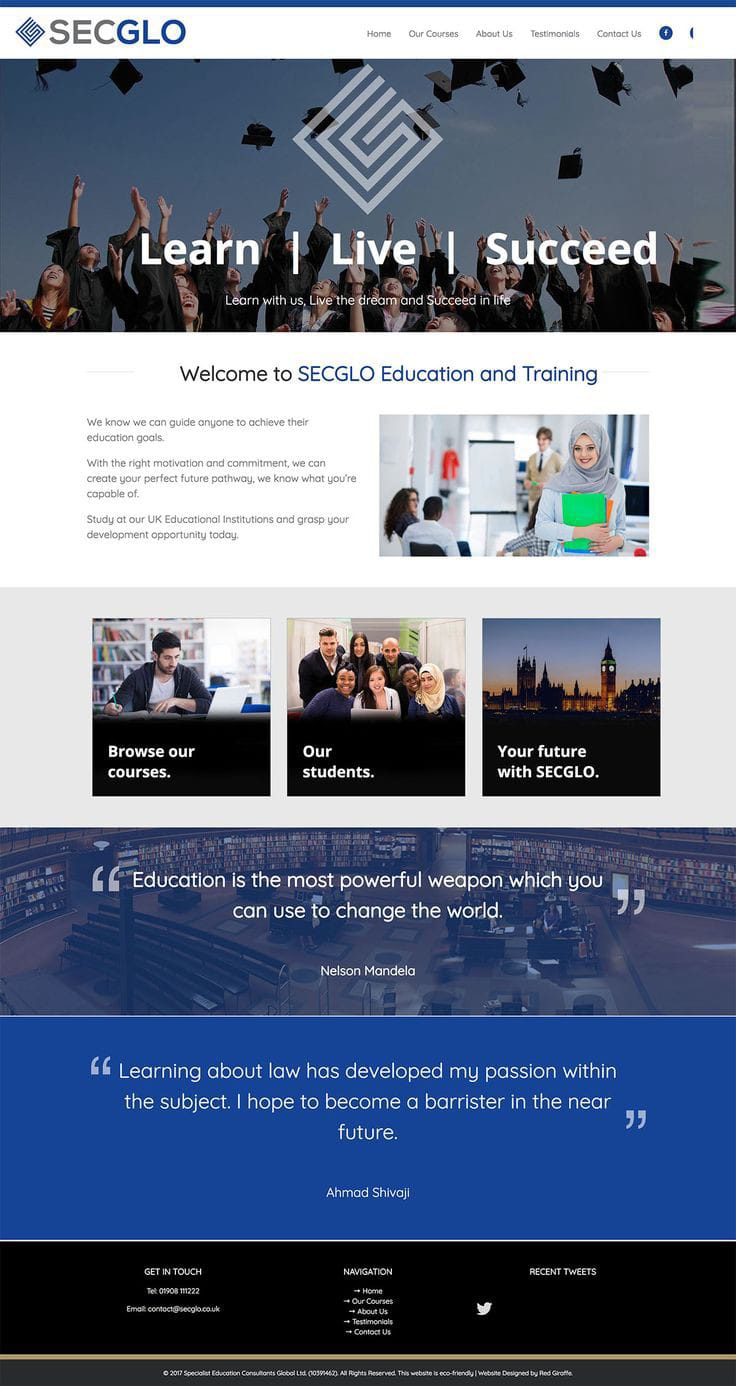 SECGLO
Home Our Courses About Us Testimonials Contact Us
Learn | Live | Succeed
Learn with us, Live the dream and Succeed in life
Welcome to SECGLO Education and Training
We know we can guide anyone to achieve their
education goals.
With the right motivation and commitment, we can
create your perfect future pathway, we know what you're
capable of.
Study at our UK Educational Institutions and grasp your
development opportunity today.
Browse our
courses.
Our
students.
Your future
with SECGLO.
“ Education is the most powerful weapon which you
can use to change the world. ”
Nelson Mandela
“ Learning about law has developed my passion within
the subject. I hope to become a barrister in the near
future. ”
Ahmad Shivaji
GET IN TOUCH
Tel: 01908 111222
Email: contact@secglo.co.uk
NAVIGATION
→ Home
→ Our Courses
→ About Us
→ Testimonials
→ Contact Us
RECENT TWEETS
© 2017 Specialist Education Consultants Global Ltd. (10391462). All Rights Reserved. This website is eco-friendly | Website Designed by Red Giraffe.